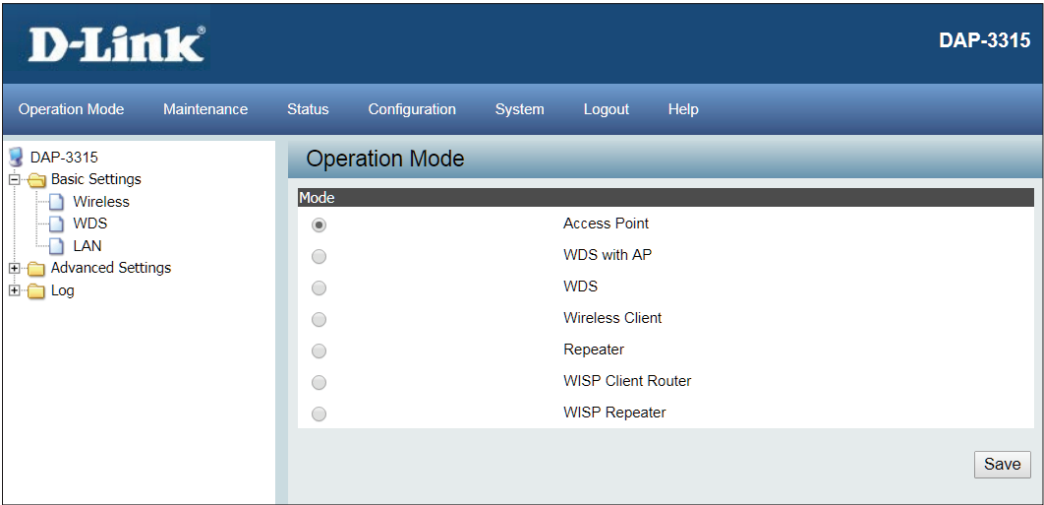 D-Link®
DAP-3315
Operation Mode Maintenance Status Configuration System Logout Help
DAP-3315
Basic Settings
Wireless
WDS
LAN
Advanced Settings
Log
Operation Mode
Mode
Access Point
WDS with AP
WDS
Wireless Client
Repeater
WISP Client Router
WISP Repeater
Save